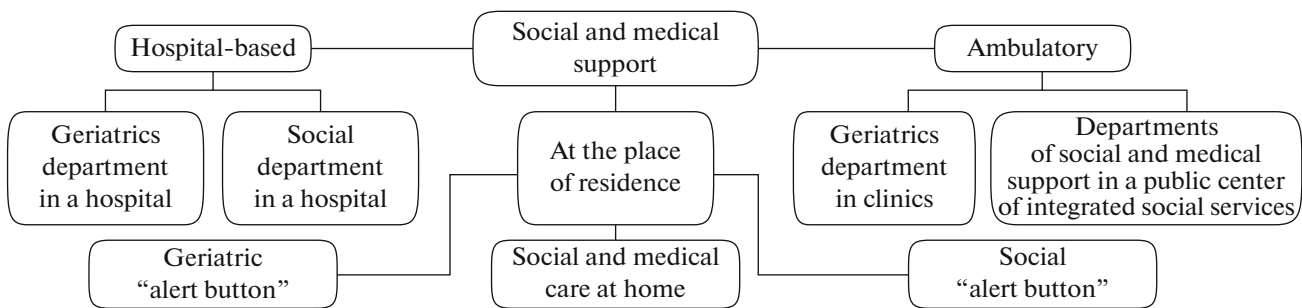 Hospital-based
Social and medical
support
Ambulatory
Geriatrics
department
in a hospital
Social
department
in a hospital
At the place
of residence
Geriatrics
department
in clinics
Departments
of social and medical
support in a public center
of integrated social services
Geriatric
“alert button”
Social and medical
care at home
Social
“alert button”